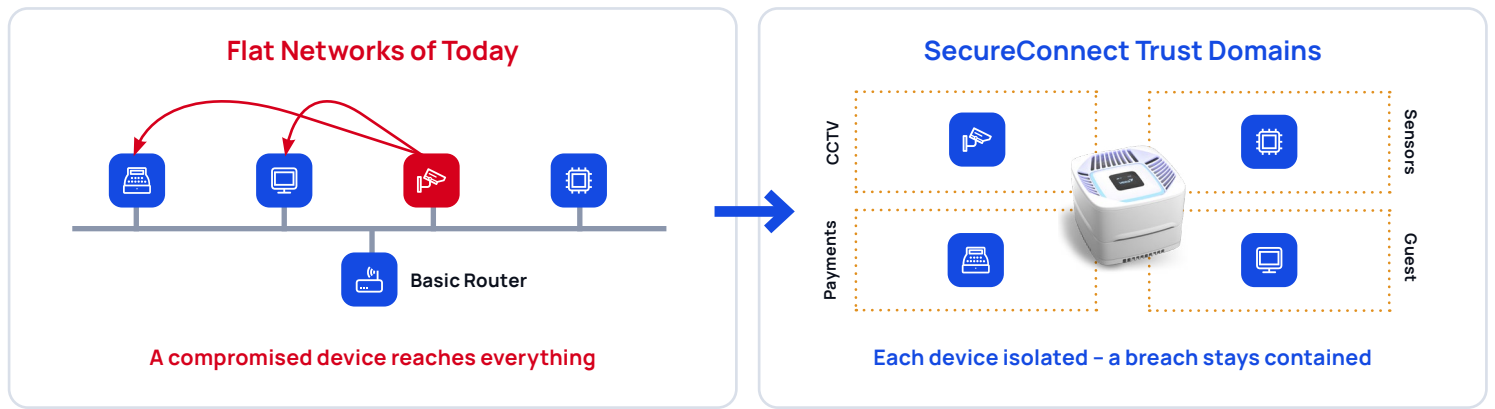 Flat Networks of Today
Basic Router
A compromised device reaches everything
SecureConnect Trust Domains
CCTV
Sensors
Payments
Guest
Each device isolated – a breach stays contained